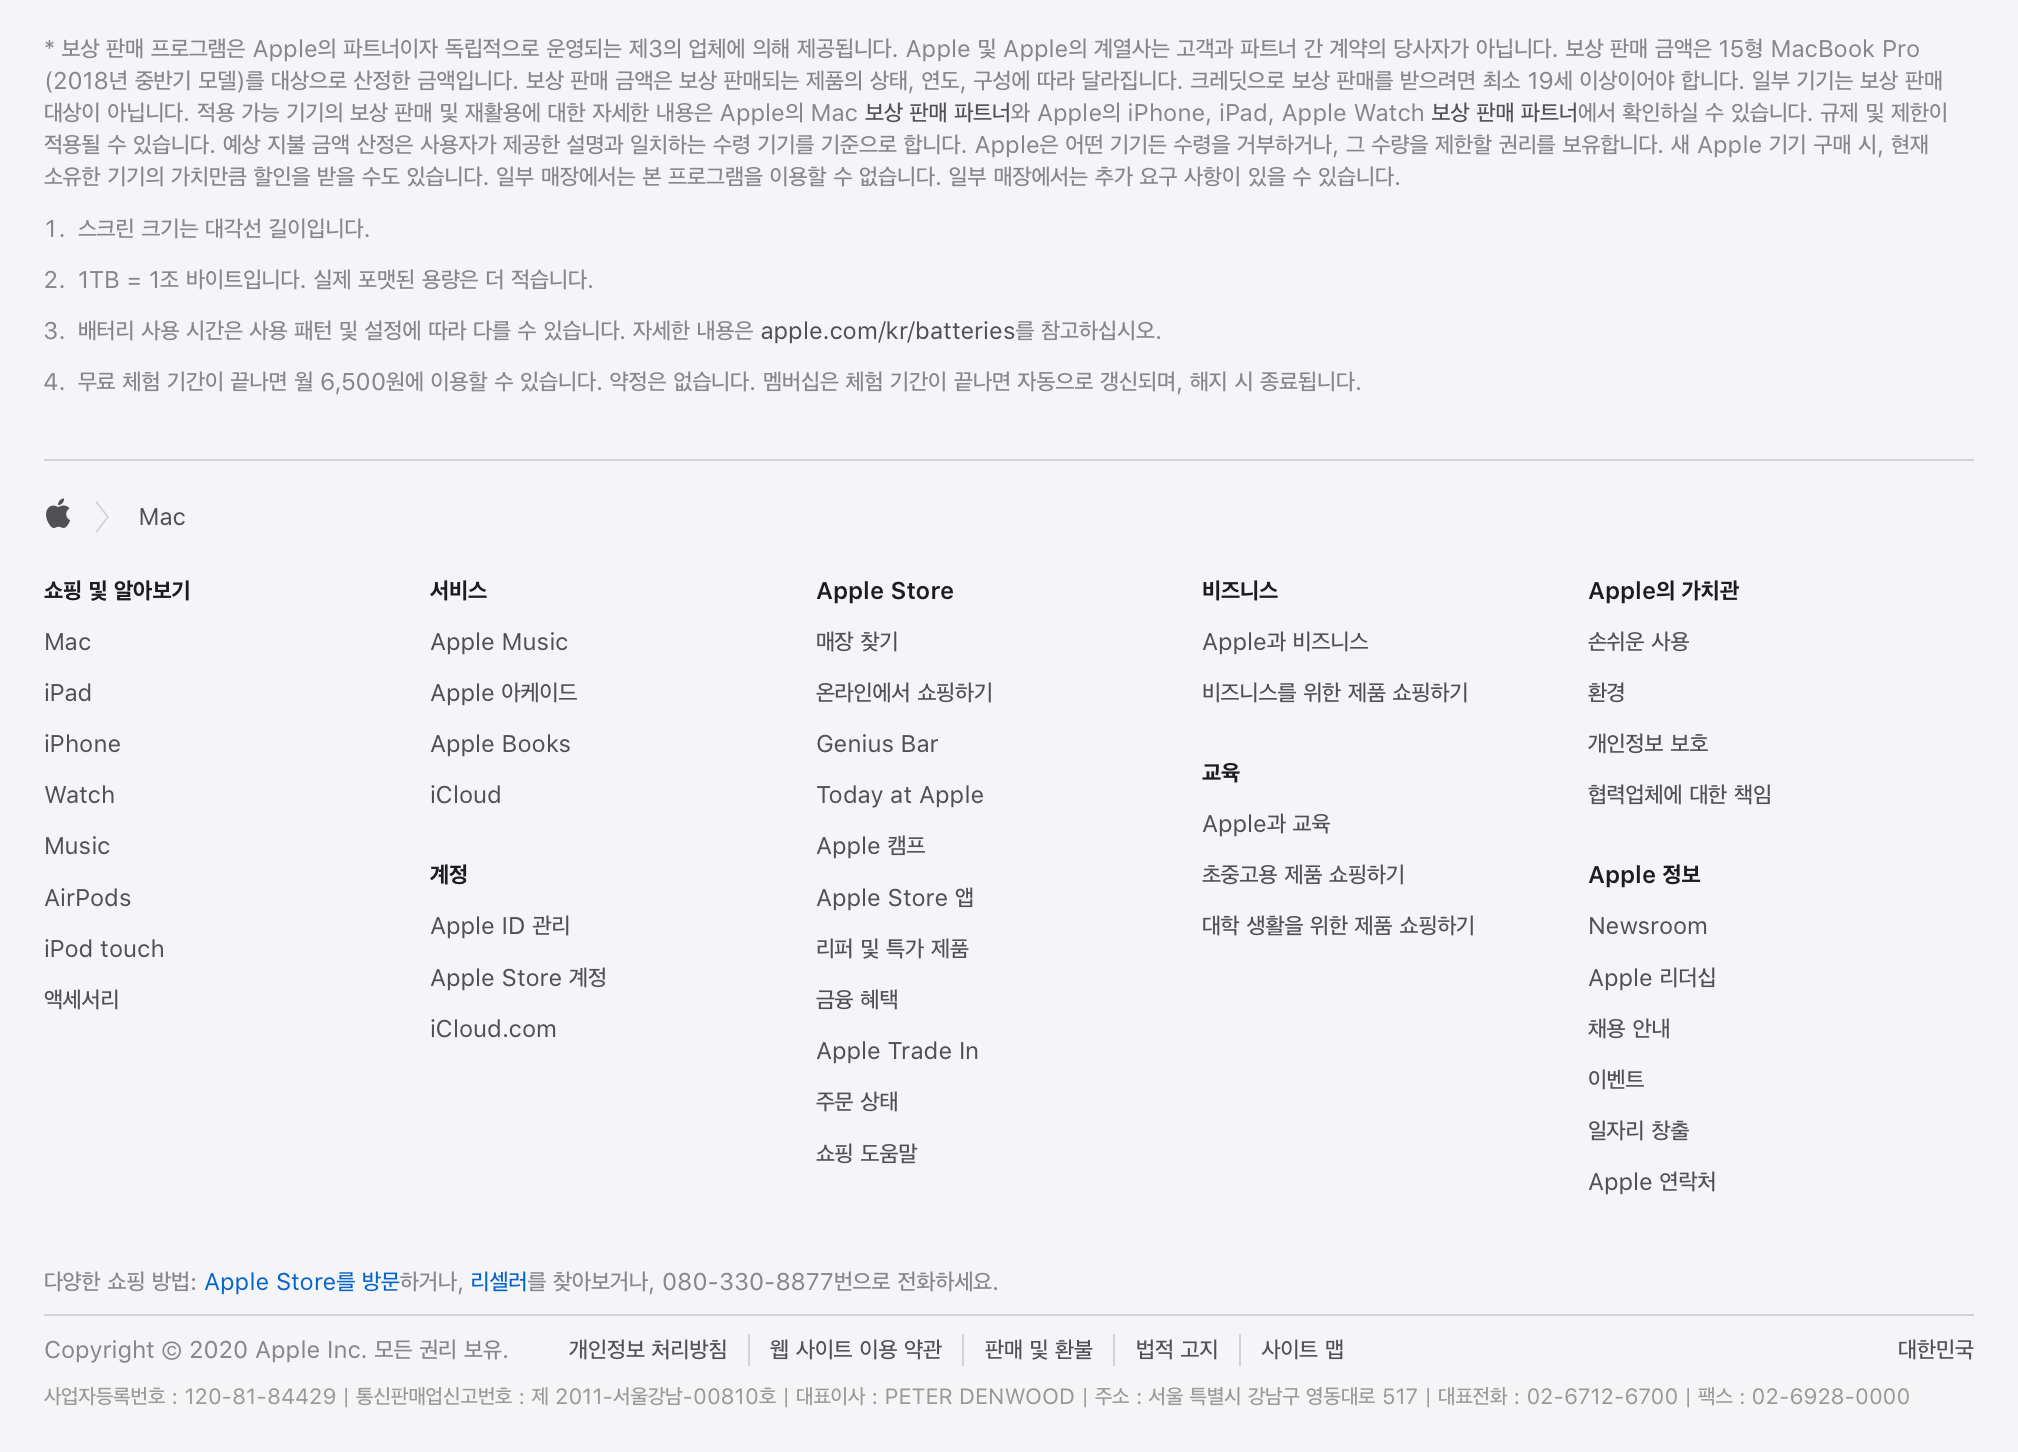 * 보상 판매 프로그램은 Apple의 파트너이자 독립적으로 운영되는 제3의 업체에 의해 제공됩니다. Apple 및 Apple의 계열사는 고객과 파트너 간 계약의 당사자가 아닙니다. 보상 판매 금액은 15형 MacBook Pro
(2018년 중반기 모델)를 대상으로 산정한 금액입니다. 보상 판매 금액은 보상 판매되는 제품의 상태, 연도, 구성에 따라 달라집니다. 크레딧으로 보상 판매를 받으려면 최소 19세 이상이어야 합니다. 일부 기기는 보상 판매
대상이 아닙니다. 적용 가능 기기의 보상 판매 및 재활용에 대한 자세한 내용은 Apple의 Mac 보상 판매 파트너와 Apple의 iPhone, iPad, Apple Watch 보상 판매 파트너에서 확인하실 수 있습니다. 규제 및 제한이
적용될 수 있습니다. 예상 지불 금액 산정은 사용자가 제공한 설명과 일치하는 수령 기기를 기준으로 합니다. Apple은 어떤 기기든 수령을 거부하거나, 그 수량을 제한할 권리를 보유합니다. 새 Apple 기기 구매 시, 현재
소유한 기기의 가치만큼 할인을 받을 수도 있습니다. 일부 매장에서는 본 프로그램을 이용할 수 없습니다. 일부 매장에서는 추가 요구 사항이 있을 수 있습니다.
1. 스크린 크기는 대각선 길이입니다.
2. 1TB = 1조 바이트입니다. 실제 포맷된 용량은 더 적습니다.
3. 배터리 사용 시간은 사용 패턴 및 설정에 따라 다를 수 있습니다. 자세한 내용은 apple.com/kr/batteries를 참고하십시오.
4. 무료 체험 기간이 끝나면 월 6,500원에 이용할 수 있습니다. 약정은 없습니다. 멤버십은 체험 기간이 끝나면 자동으로 갱신되며, 해지 시 종료됩니다.
Mac
쇼핑 및 알아보기
Mac
iPad
iPhone
Watch
Music
AirPods
iPod touch
액세서리
서비스
Apple Music
Apple 아케이드
Apple Books
iCloud
계정
Apple ID 관리
Apple Store 계정
iCloud.com
Apple Store
매장 찾기
온라인에서 쇼핑하기
Genius Bar
Today at Apple
Apple 캠프
Apple Store 앱
리퍼 및 특가 제품
금융 혜택
Apple Trade In
주문 상태
쇼핑 도움말
비즈니스
Apple과 비즈니스
비즈니스를 위한 제품 쇼핑하기
교육
Apple과 교육
초중고용 제품 쇼핑하기
대학 생활을 위한 제품 쇼핑하기
Apple의 가치관
손쉬운 사용
환경
개인정보 보호
협력업체에 대한 책임
Apple 정보
Newsroom
Apple 리더십
채용 안내
이벤트
일자리 창출
Apple 연락처
다양한 쇼핑 방법: Apple Store를 방문하거나, 리셀러를 찾아보거나, 080-330-8877번으로 전화하세요.
Copyright © 2020 Apple Inc. 모든 권리 보유. 개인정보 처리방침 | 웹 사이트 이용 약관 | 판매 및 환불 | 법적 고지 | 사이트 맵 대한민국
사업자등록번호 : 120-81-84429 | 통신판매업신고번호 : 제 2011-서울강남-00810호 | 대표이사 : PETER DENWOOD | 주소 : 서울 특별시 강남구 영동대로 517 | 대표전화 : 02-6712-6700 | 팩스 : 02-6928-0000